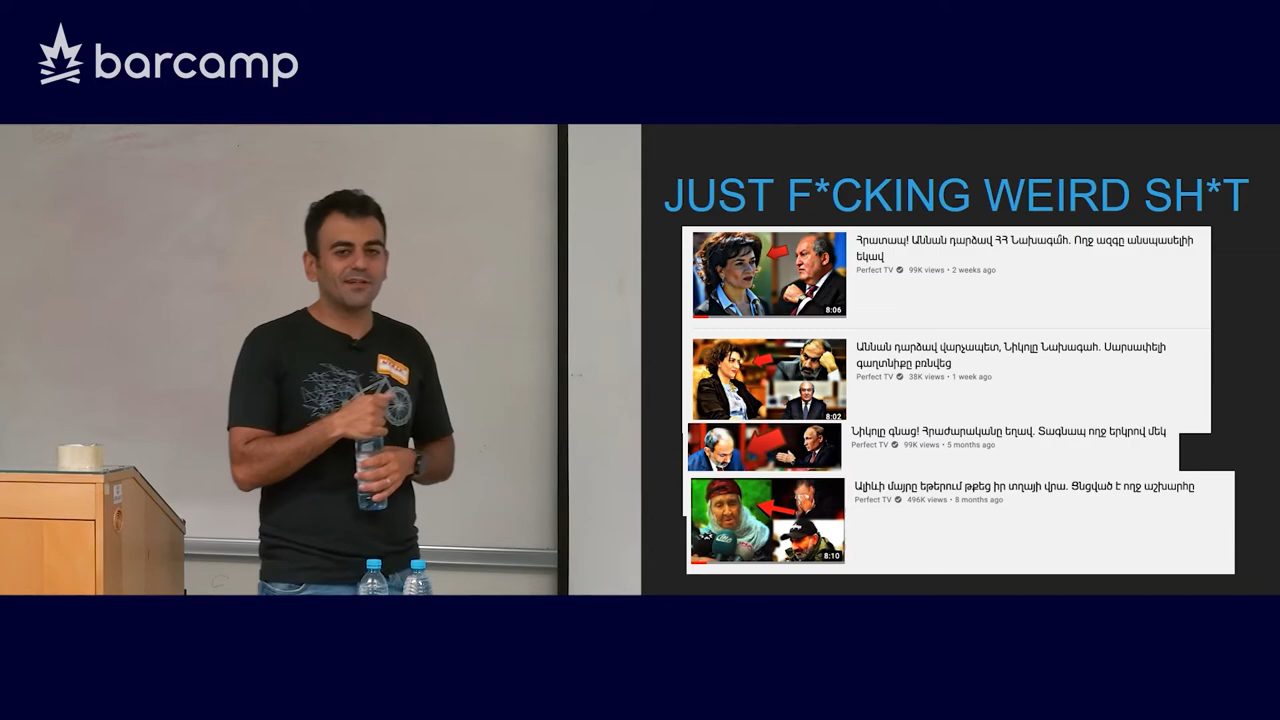 barcamp
JUST F*CKING WEIRD SH*T
Հրատապ! Աննան դարձավ ՀՀ Նախագա՞հ. Ողջ ազգը անսպասելիի
եկավ
Perfect TV 99K views • 2 weeks ago
8:06
Աննան դարձավ վարչապետ, Նիկոլը Նախագահ. Սարսափելի
գաղտնիքը բռնվեց
Perfect TV 38K views • 1 week ago
8:02
Նիկոլը գնաց! Հրաժարականը եղավ. Տագնապ ողջ երկրով մեկ
Perfect TV 99K views • 5 months ago
Ալիևի մայրը եթերում թքեց իր տղայի վրա. Ցնցված է ողջ աշխարհը
Perfect TV 496K views • 8 months ago
8:10